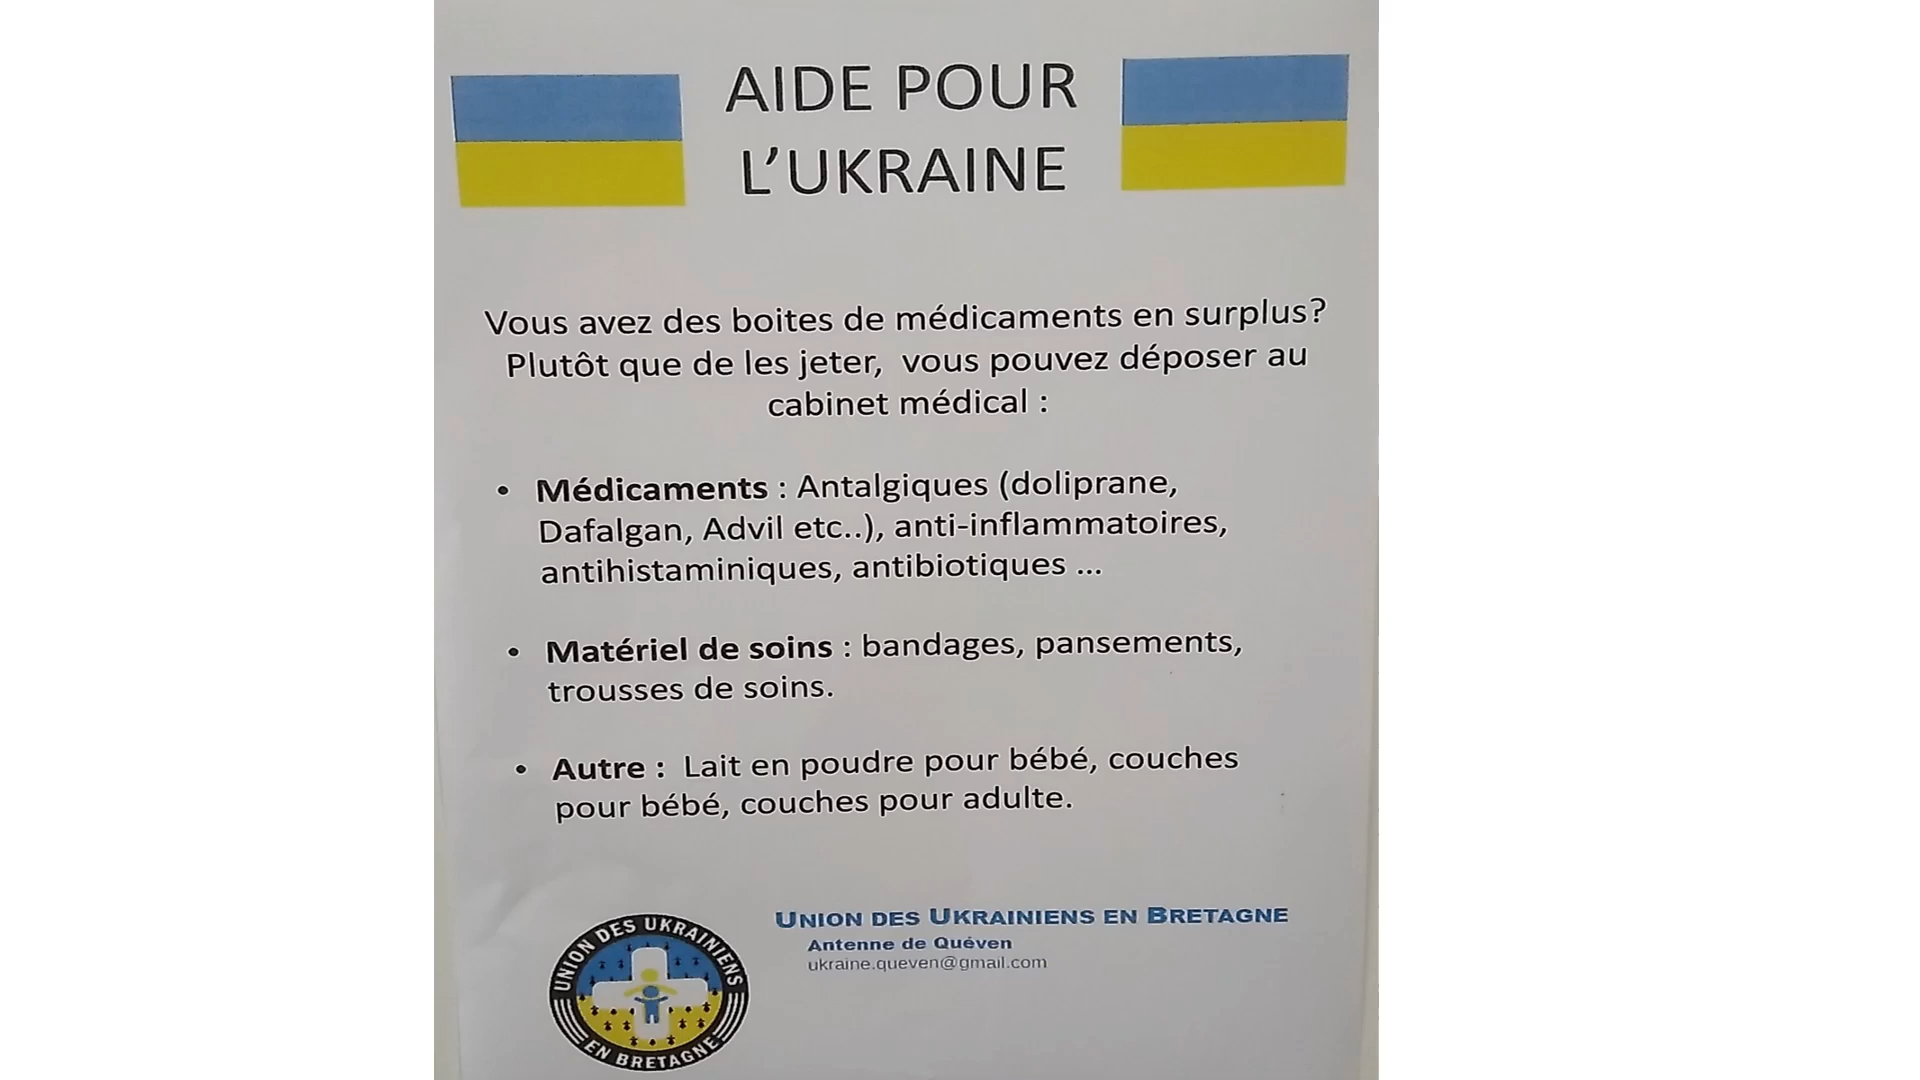 AIDE POUR
L’UKRAINE
Vous avez des boites de médicaments en surplus?
Plutôt que de les jeter, vous pouvez déposer au
cabinet médical :
• Médicaments : Antalgiques (doliprane,
Dafalgan, Advil etc..), anti-inflammatoires,
antihistaminiques, antibiotiques ...
• Matériel de soins : bandages, pansements,
trousses de soins.
• Autre : Lait en poudre pour bébé, couches
pour bébé, couches pour adulte.
UNION DES UKRAINIENS EN BRETAGNE
Antenne de Quéven
ukraine.queven@gmail.com
UNION DES UKRAINIENS
EN BRETAGNE